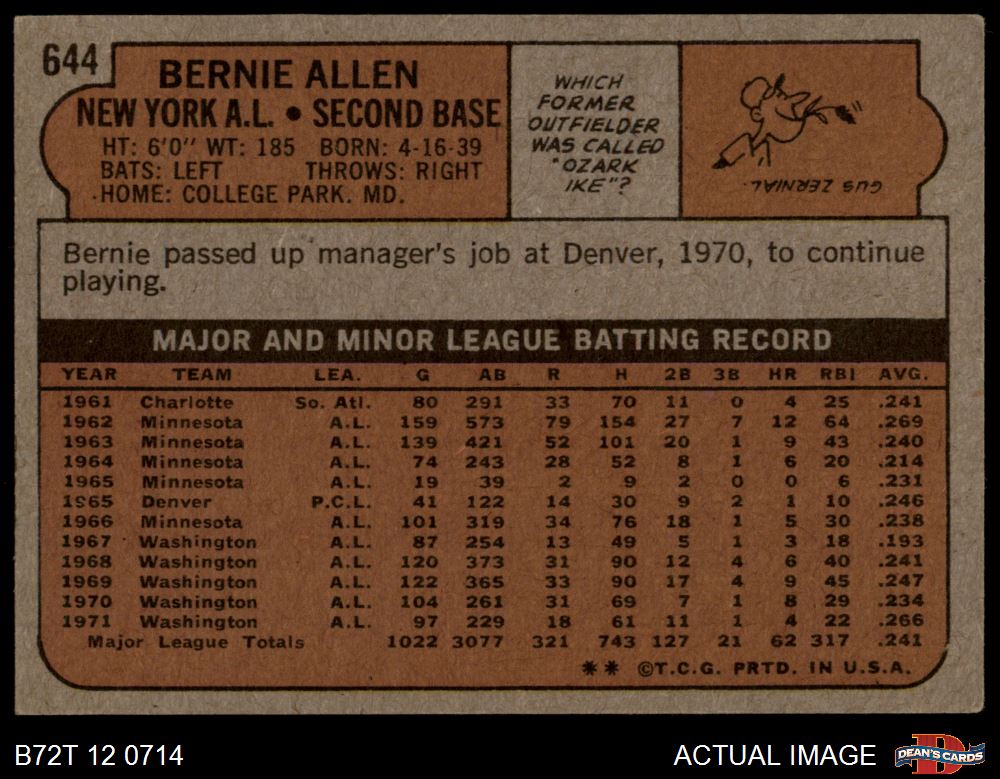 644
BERNIE ALLEN
NEW YORK A.L. • SECOND BASE
HT: 6'0" WT: 185 BORN: 4-16-39
BATS: LEFT THROWS: RIGHT
HOME: COLLEGE PARK. MD.
WHICH
FORMER
OUTFIELDER
WAS CALLED
"OZARK
IKE"?
GUS ZERNIAL.
Bernie passed up manager's job at Denver, 1970, to continue
playing.
MAJOR AND MINOR LEAGUE BATTING RECORD
YEAR TEAM LEA. G AB R H 2B 3B HR RBI AVG.
1961 Charlotte So. Atl. 80 291 33 70 11 0 4 25 .241
1962 Minnesota A.L. 159 573 79 154 27 7 12 64 .269
1963 Minnesota A.L. 139 421 52 101 20 1 9 43 .240
1964 Minnesota A.L. 74 243 28 52 8 1 6 20 .214
1965 Minnesota A.L. 19 39 2 9 2 0 0 6 .231
1965 Denver P.C.L. 41 122 14 30 9 2 1 10 .246
1966 Minnesota A.L. 101 319 34 76 18 1 5 30 .238
1967 Washington A.L. 87 254 13 49 5 1 3 18 .193
1968 Washington A.L. 120 373 31 90 12 4 6 40 .241
1969 Washington A.L. 122 365 33 90 17 4 9 45 .247
1970 Washington A.L. 104 261 31 69 7 1 8 29 .234
1971 Washington A.L. 97 229 18 61 11 1 4 22 .266
Major League Totals 1022 3077 321 743 127 21 62 317 .241
** ©T.C.G. PRTD. IN U.S.A.
B72T 12 0714
ACTUAL IMAGE
DEAN'S CARDS